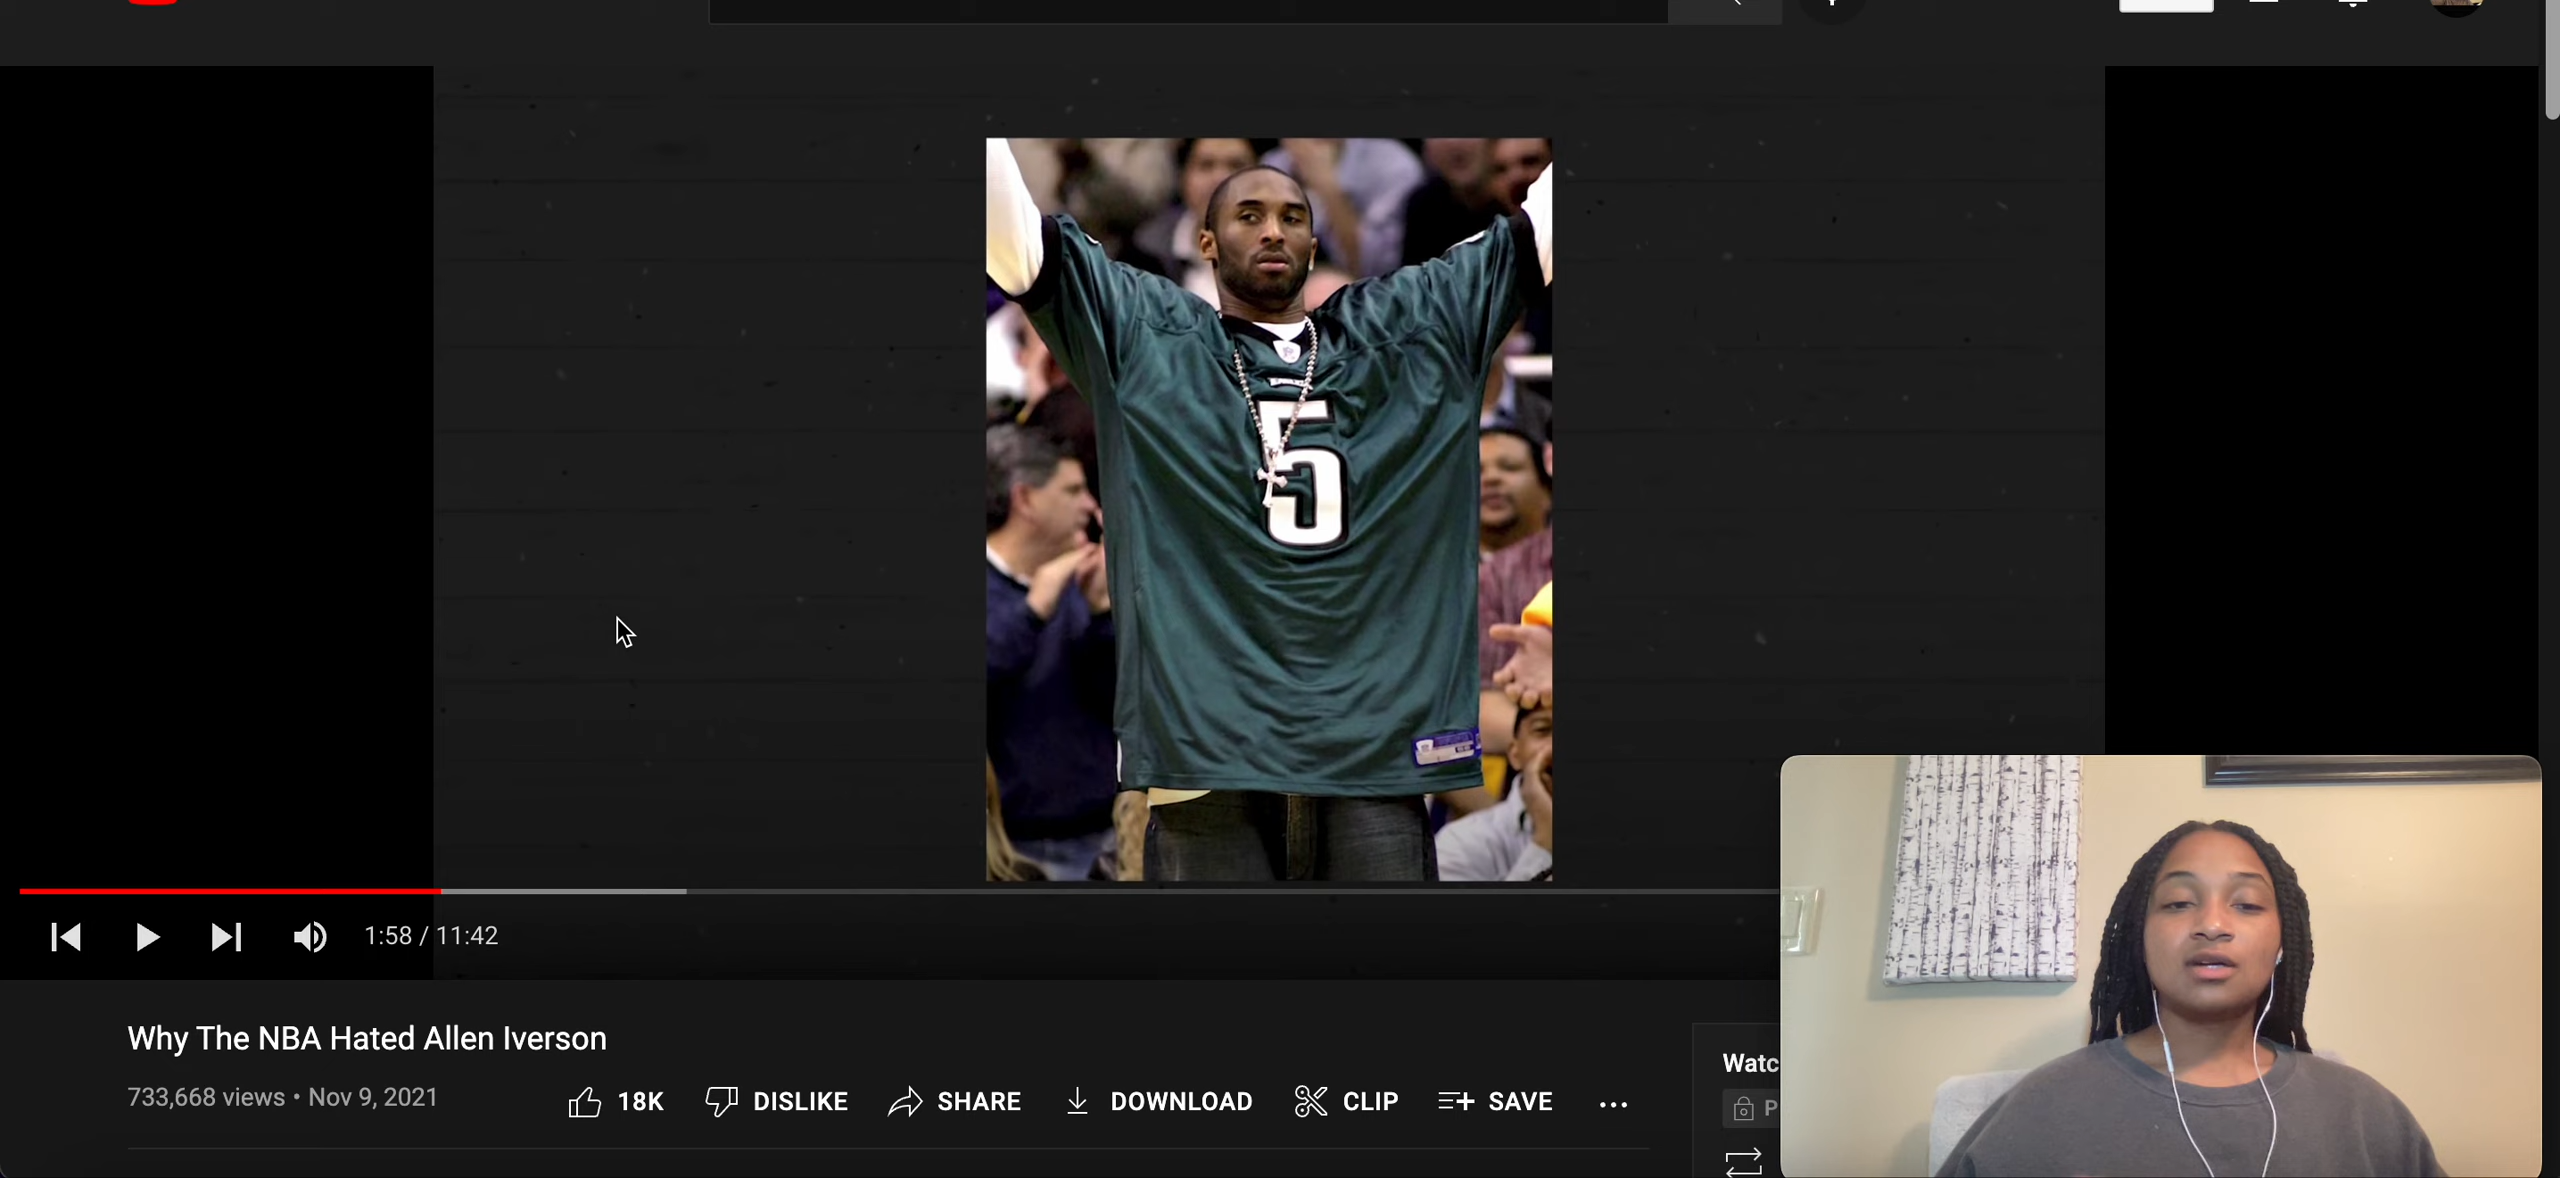 EAGLES
5
1:58 / 11:42
Why The NBA Hated Allen Iverson
733,668 views • Nov 9, 2021
18K
DISLIKE
SHARE
DOWNLOAD
CLIP
SAVE
Watc
P